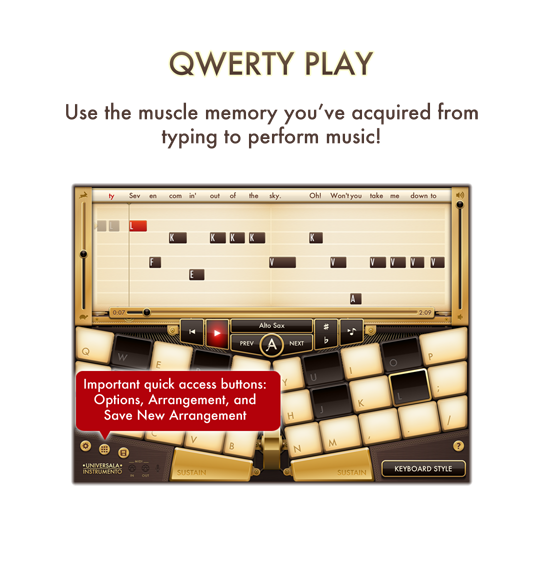 QWERTY PLAY
Use the muscle memory you've acquired from
typing to perform music!
ty Sev en com in' out of the sky. Oh! Won't you take me down to
L
K K K K K
F V V V V V V
E
A
0:07 2:09
Alto Sax
PREV A NEXT
♯
♭
Q W E U I O P
Important quick access buttons:
Options, Arrangement, and
Save New Arrangement
H J K L ;
N M , . /
UNIVERSALA
INSTRUMENTO
SUSTAIN SUSTAIN
?
KEYBOARD STYLE